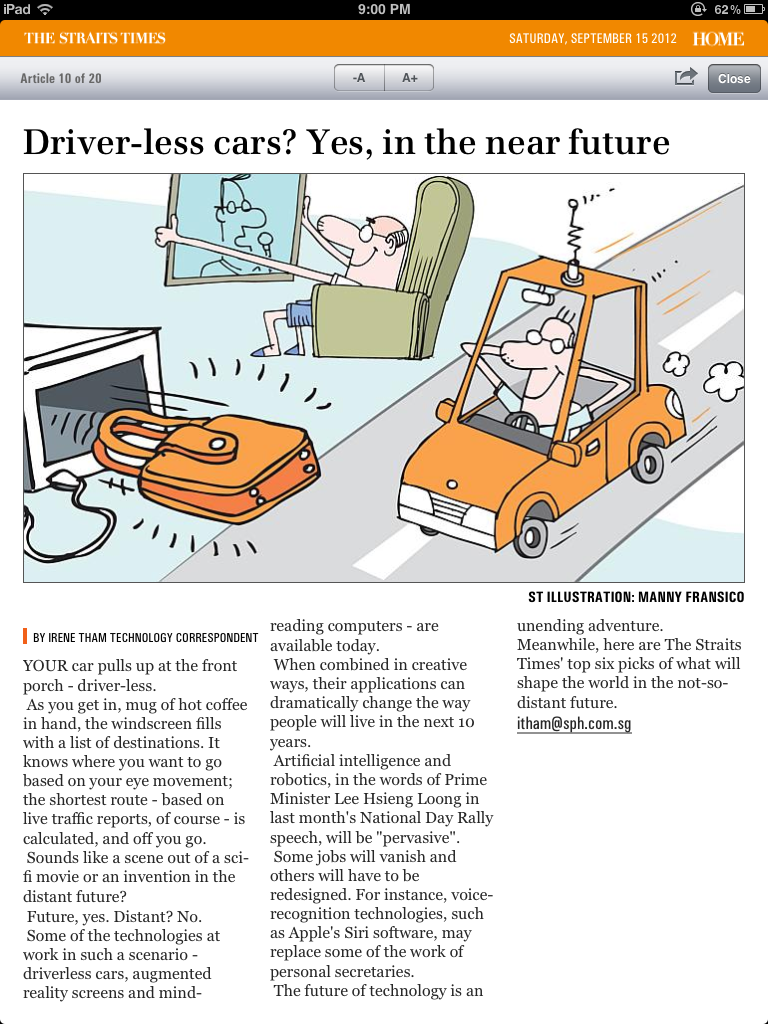 iPad 9:00 PM 62%
THE STRAITS TIMES SATURDAY, SEPTEMBER 15 2012 HOME
Article 10 of 20 -A A+ Close
Driver-less cars? Yes, in the near future
ST ILLUSTRATION: MANNY FRANSICO
BY IRENE THAM TECHNOLOGY CORRESPONDENT
YOUR car pulls up at the front
porch - driver-less.
As you get in, mug of hot coffee
in hand, the windscreen fills
with a list of destinations. It
knows where you want to go
based on your eye movement;
the shortest route - based on
live traffic reports, of course - is
calculated, and off you go.
Sounds like a scene out of a sci-
fi movie or an invention in the
distant future?
Future, yes. Distant? No.
Some of the technologies at
work in such a scenario -
driverless cars, augmented
reality screens and mind-
reading computers - are
available today.
When combined in creative
ways, their applications can
dramatically change the way
people will live in the next 10
years.
Artificial intelligence and
robotics, in the words of Prime
Minister Lee Hsieng Loong in
last month's National Day Rally
speech, will be "pervasive".
Some jobs will vanish and
others will have to be
redesigned. For instance, voice-
recognition technologies, such
as Apple's Siri software, may
replace some of the work of
personal secretaries.
The future of technology is an
unending adventure.
Meanwhile, here are The Straits
Times' top six picks of what will
shape the world in the not-so-
distant future.
itham@sph.com.sg